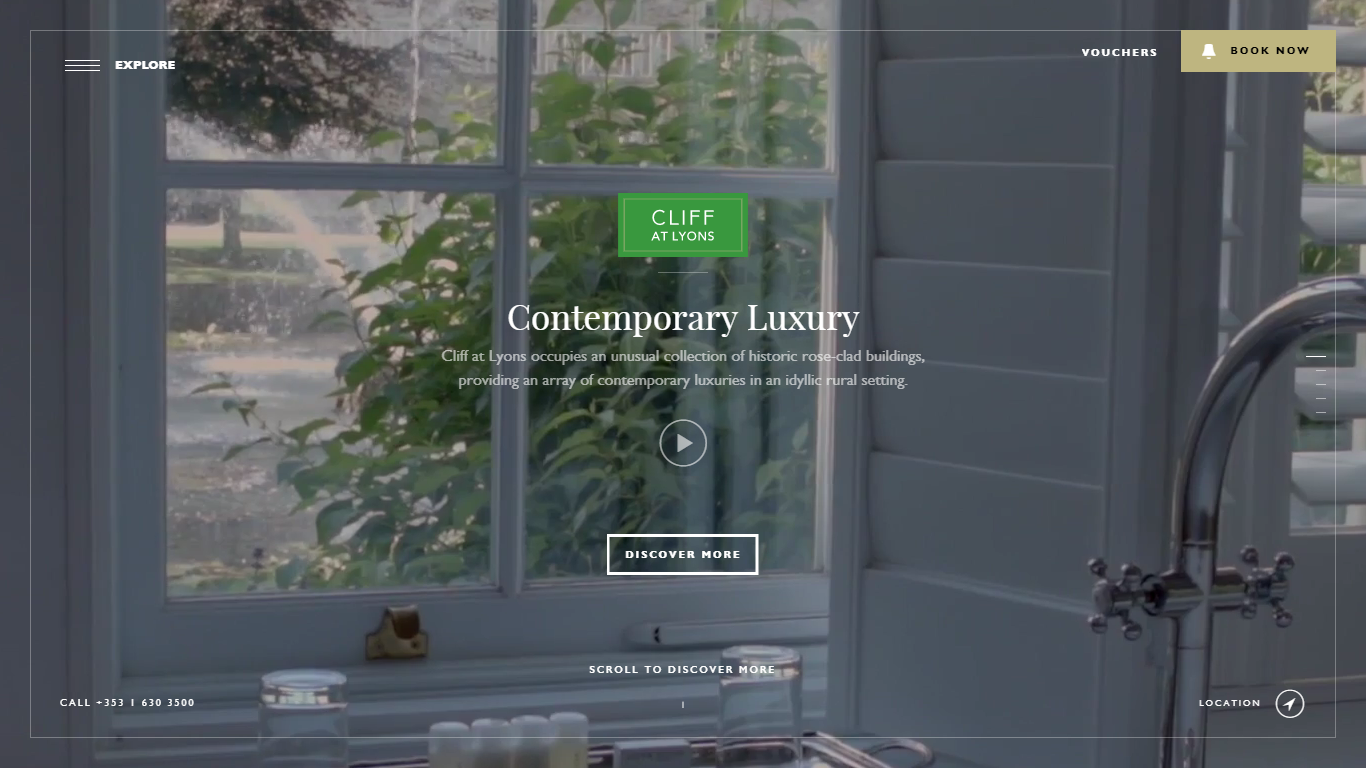 EXPLORE
VOUCHERS
BOOK NOW
CLIFF
AT LYONS
Contemporary Luxury
Cliff at Lyons occupies an unusual collection of historic rose-clad buildings,
providing an array of contemporary luxuries in an idyllic rural setting.
DISCOVER MORE
SCROLL TO DISCOVER MORE
CALL +353 1 630 3500
LOCATION